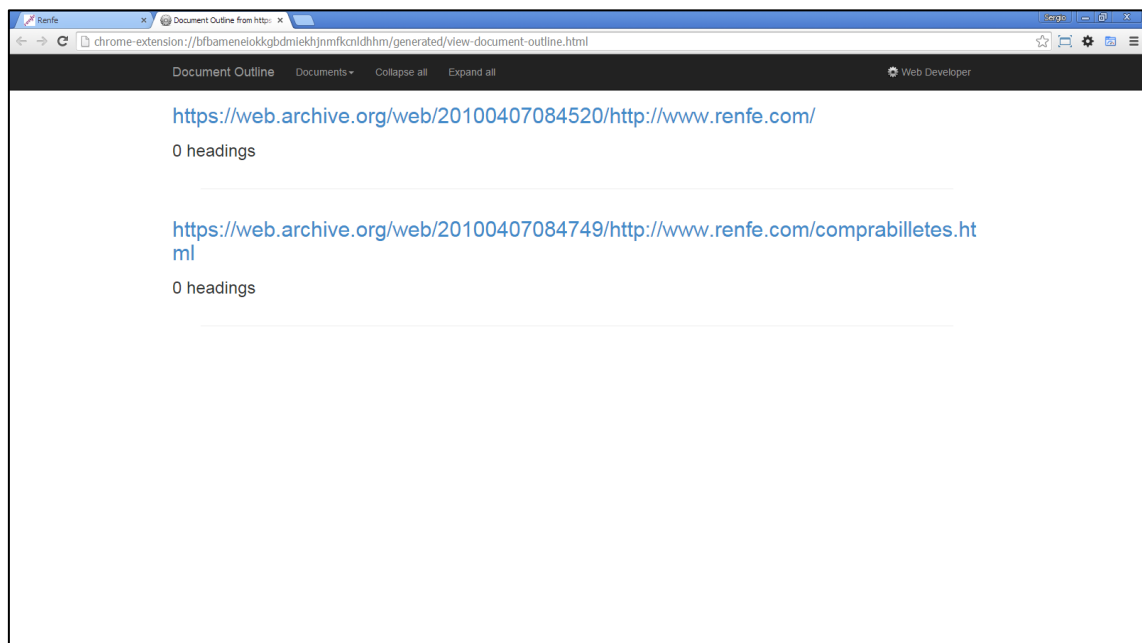 Renfe
Document Outline from https
Sergio
chrome-extension://bfbameneiokkgbdmiekhjnmfkcnldhhm/generated/view-document-outline.html
Document Outline Documents Collapse all Expand all Web Developer
https://web.archive.org/web/20100407084520/http://www.renfe.com/
0 headings
https://web.archive.org/web/20100407084749/http://www.renfe.com/comprabilletes.ht
ml
0 headings